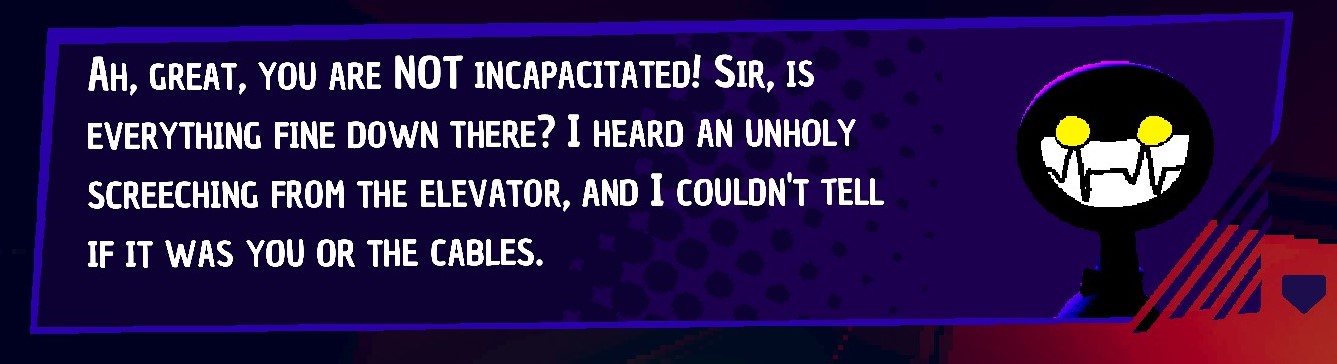 Ah, great, you are NOT incapacitated! Sir, is
everything fine down there? I heard an unholy
screeching from the elevator, and I couldn't tell
if it was you or the cables.